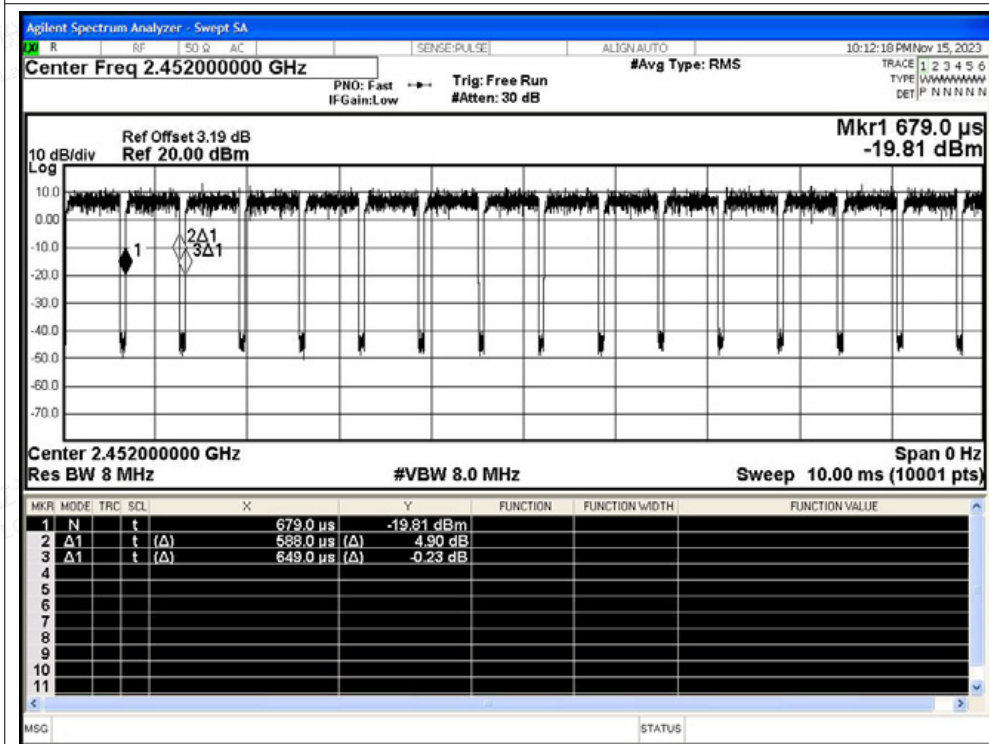 Agilent Spectrum Analyzer - Swept SA
LXI R RF 50 Ω AC SENSE:PULSE ALIGN AUTO 10:12:18 PM Nov 15, 2023
Center Freq 2.452000000 GHz #Avg Type: RMS TRACE 1 2 3 4 5 6
PNO: Fast Trig: Free Run TYPE WWWWWW
IFGain:Low #Atten: 30 dB DET P N N N N N
Mkr1 679.0 µs
Ref Offset 3.19 dB
10 dB/div Ref 20.00 dBm -19.81 dBm
Log
10.0
0.00
2Δ1
-10.0
1 3Δ1
-20.0
-30.0
-40.0
-50.0
-60.0
-70.0
Center 2.452000000 GHz Span 0 Hz
Res BW 8 MHz #VBW 8.0 MHz Sweep 10.00 ms (10001 pts)
MKR MODE TRC SCL X Y FUNCTION FUNCTION WIDTH FUNCTION VALUE
1 N t 679.0 µs -19.81 dBm
2 Δ1 t (Δ) 588.0 µs (Δ) 4.90 dB
3 Δ1 t (Δ) 649.0 µs (Δ) -0.23 dB
4
5
6
7
8
9
10
11
MSG STATUS